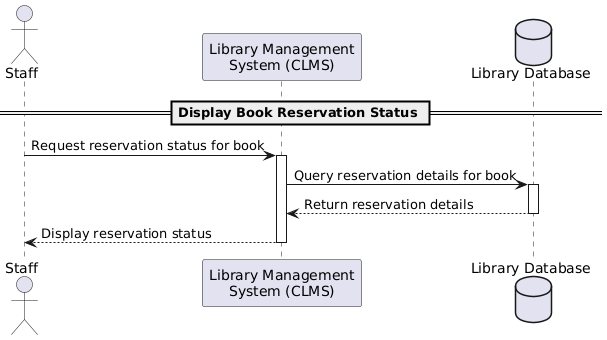 Staff
Library Management
System (CLMS)
Library Database
Display Book Reservation Status
Request reservation status for book
Query reservation details for book
Return reservation details
Display reservation status
Staff
Library Management
System (CLMS)
Library Database